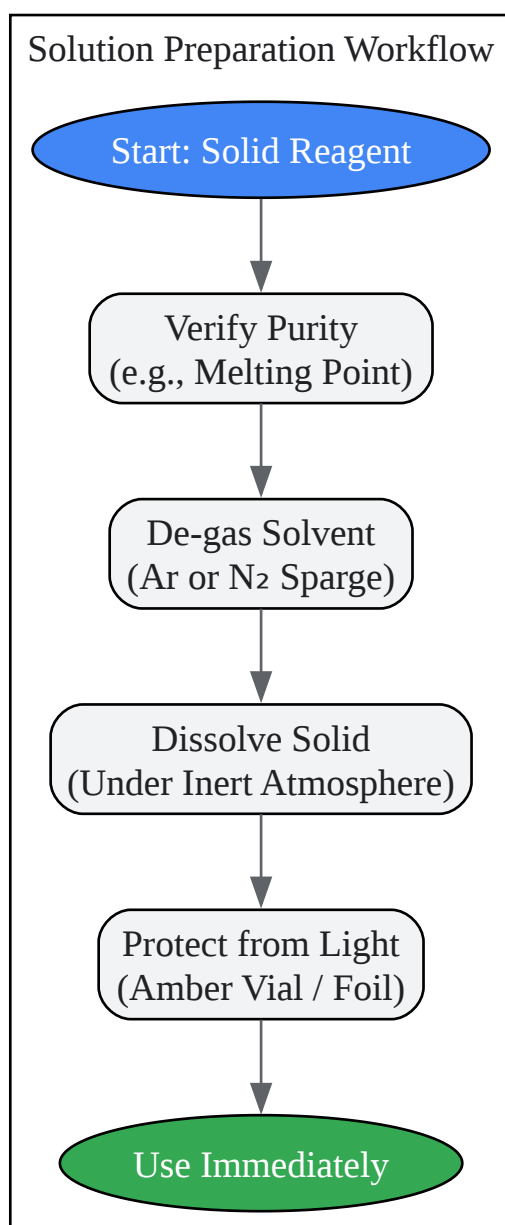 Solution Preparation Workflow
Start: Solid Reagent
Verify Purity
(e.g., Melting Point)
De-gas Solvent
(Ar or N₂ Sparge)
Dissolve Solid
(Under Inert Atmosphere)
Protect from Light
(Amber Vial / Foil)
Use Immediately